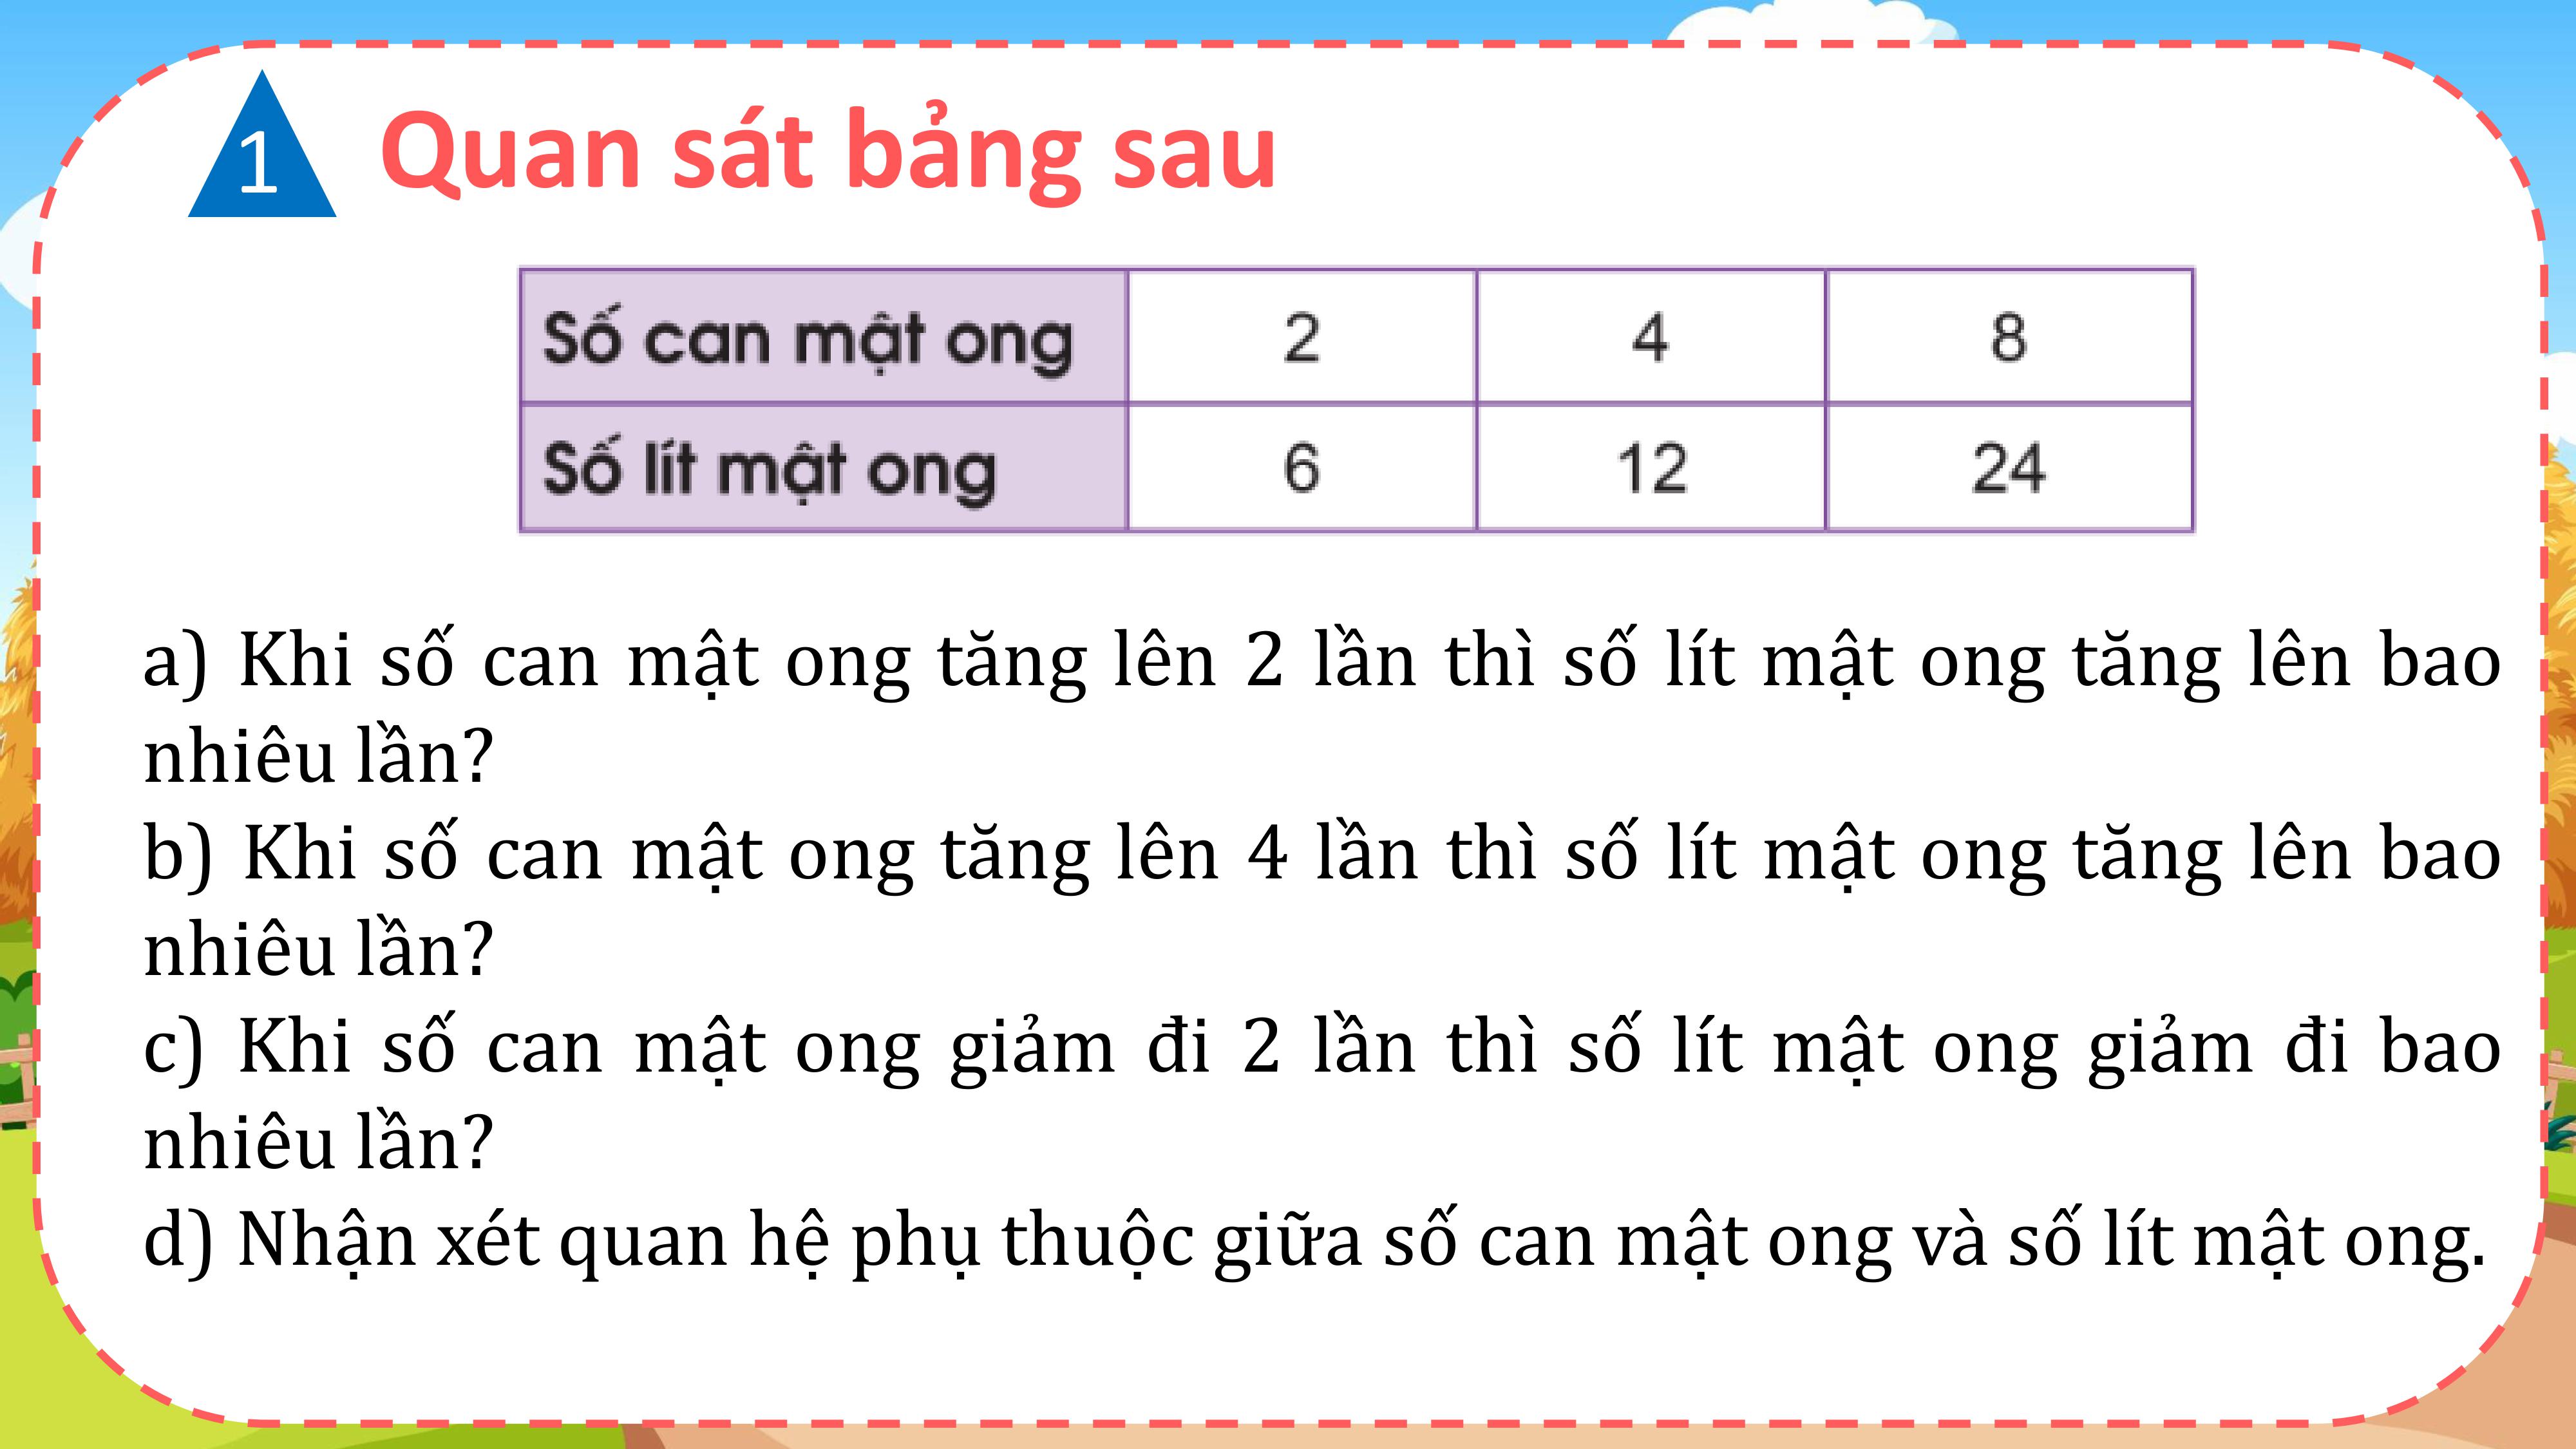 1
Quan sát bảng sau
Số can mật ong 2 4 8
Số lít mật ong 6 12 24
a) Khi số can mật ong tăng lên 2 lần thì số lít mật ong tăng lên bao
nhiêu lần?
b) Khi số can mật ong tăng lên 4 lần thì số lít mật ong tăng lên bao
nhiêu lần?
c) Khi số can mật ong giảm đi 2 lần thì số lít mật ong giảm đi bao
nhiêu lần?
d) Nhận xét quan hệ phụ thuộc giữa số can mật ong và số lít mật ong.